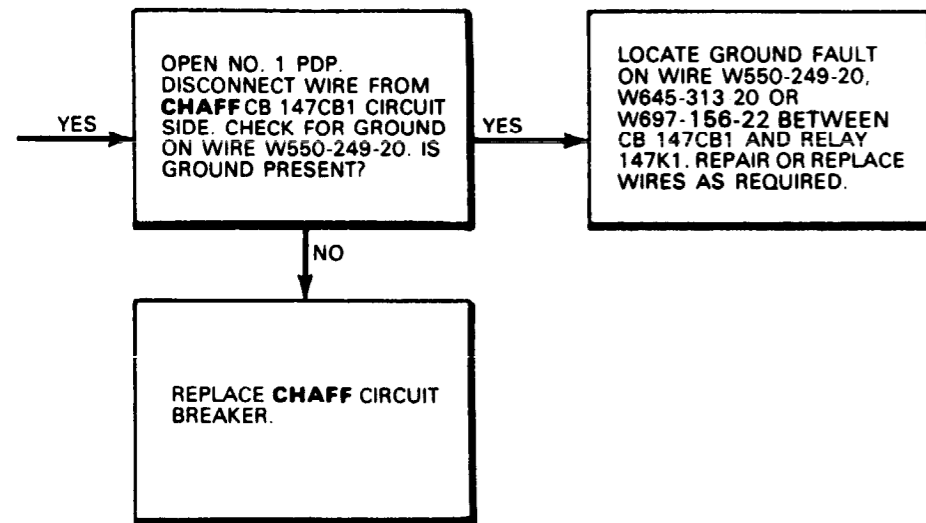 YES
OPEN NO. 1 PDP.
DISCONNECT WIRE FROM
CHAFF CB 147CB1 CIRCUIT
SIDE. CHECK FOR GROUND
ON WIRE W550-249-20. IS
GROUND PRESENT?
YES
LOCATE GROUND FAULT
ON WIRE W550-249-20,
W645-313 20 OR
W697-156-22 BETWEEN
CB 147CB1 AND RELAY
147K1. REPAIR OR REPLACE
WIRES AS REQUIRED.
NO
REPLACE CHAFF CIRCUIT
BREAKER.